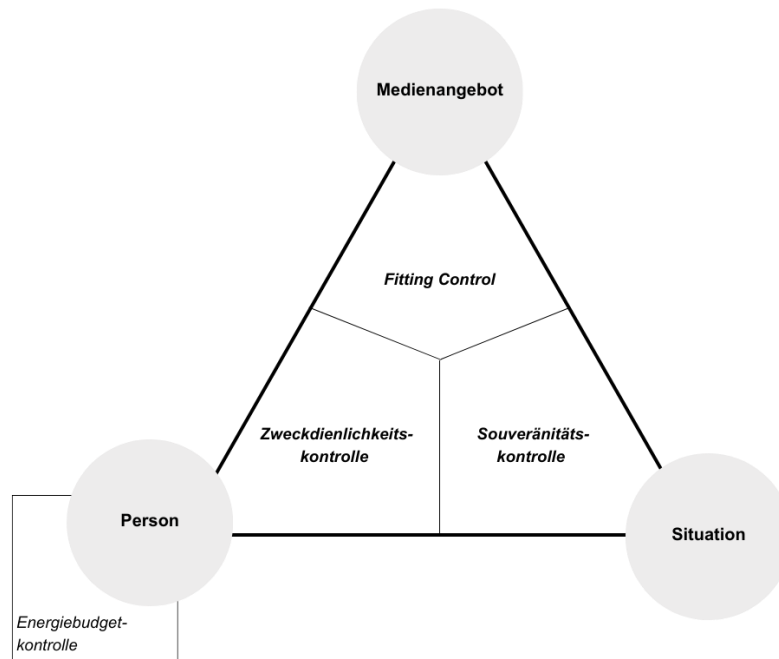 Medienangebot
Fitting Control
Zweckdienlichkeits-
kontrolle
Souveränitäts-
kontrolle
Person
Situation
Energiebudget-
kontrolle